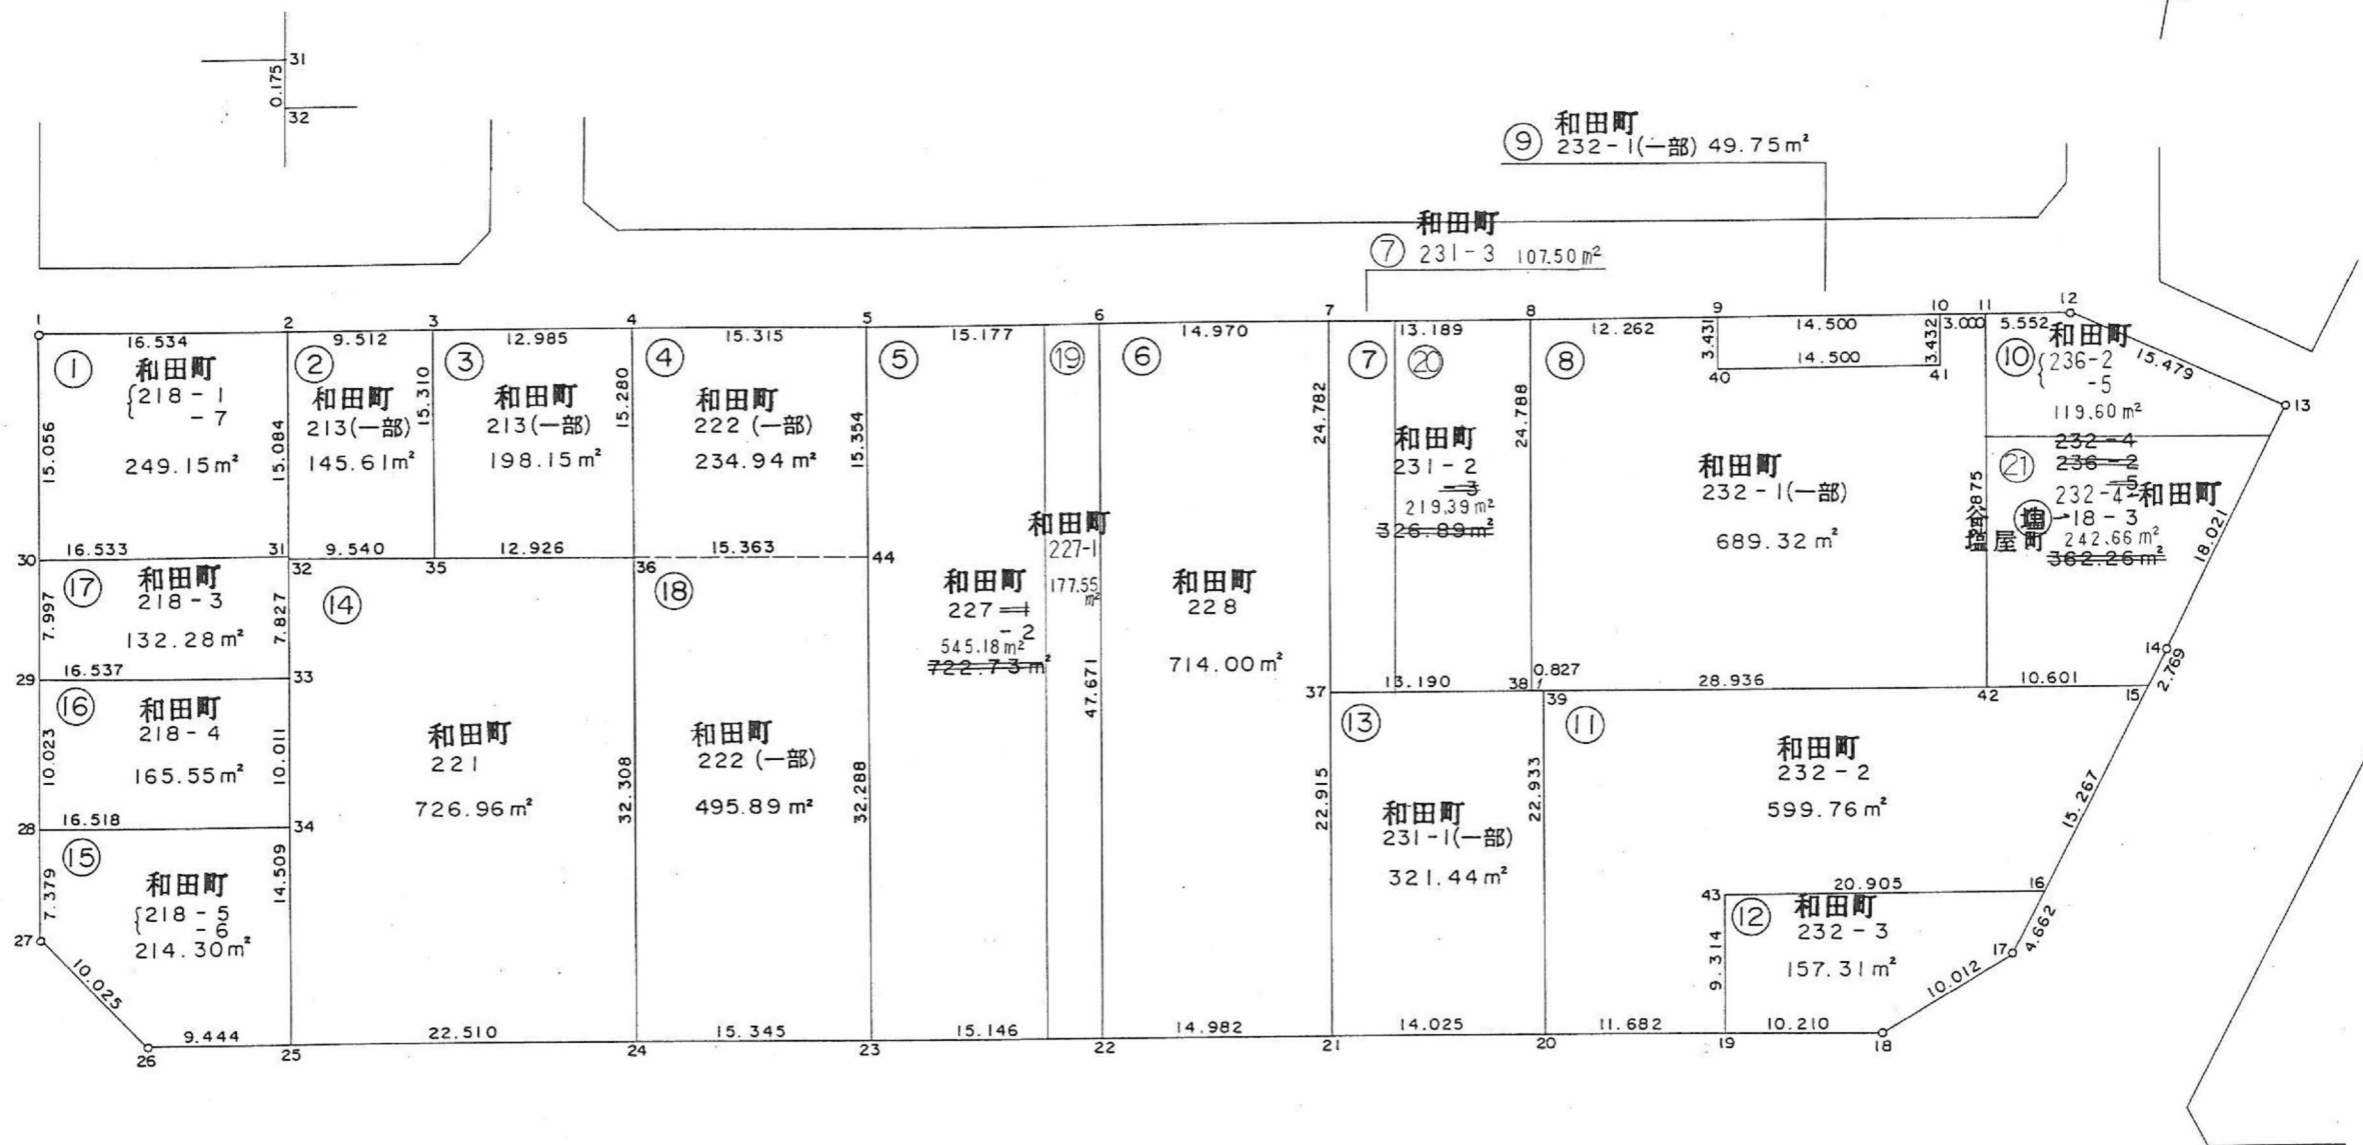 31
0.175
32
⑨ 和田町
232-1(一部) 49.75m²
和田町
⑦ 231-3 107.50m²
1
2
3
4
5
6
7
8
9
10
11
12
16.534
9.512
12.985
15.315
15.177
14.970
13.189
12.262
14.500
3.000
5.552
① 和田町
218-1
-7
249.15m²
15.056
15.084
② 和田町
213(一部)
145.61m²
15.310
③ 和田町
213(一部)
198.15m²
15.280
④ 和田町
222(一部)
234.94m²
15.354
⑤
⑲
⑥
24.782
⑦
⑳
和田町
231-2
-3
219.39m²
326.89m²
24.788
⑧
3.431
14.500
3.432
40
41
和田町
232-1(一部)
689.32m²
⑩ 和田町
236-2
-5
119.60m²
15.479
13
㉑
232-4
236-2
-5
232-4 和田町
18-3
塩屋町
242.66m²
362.26m²
18.021
30
16.533
31
9.540
12.926
15.363
44
32
35
36
⑰ 和田町
218-3
132.28m²
7.997
7.827
⑭
⑱
和田町
227-1
-2
545.18m²
722.73m²
和田町
227-1
177.55
m²
47.671
和田町
228
714.00m²
29
16.537
33
37
13.190
38
0.827
39
28.936
42
10.601
14
2.769
15
⑯ 和田町
218-4
165.55m²
10.023
10.011
和田町
221
726.96m²
32.308
和田町
222(一部)
495.89m²
32.288
22.915
⑬
和田町
231-1(一部)
321.44m²
22.933
⑪
和田町
232-2
599.76m²
15.267
28
16.518
34
⑮ 和田町
218-5
-6
214.30m²
7.379
14.509
43
20.905
16
⑫ 和田町
232-3
157.31m²
9.314
4.662
17
10.012
27
10.025
26
9.444
25
22.510
24
15.345
23
15.146
22
14.982
21
14.025
20
11.682
19
10.210
18